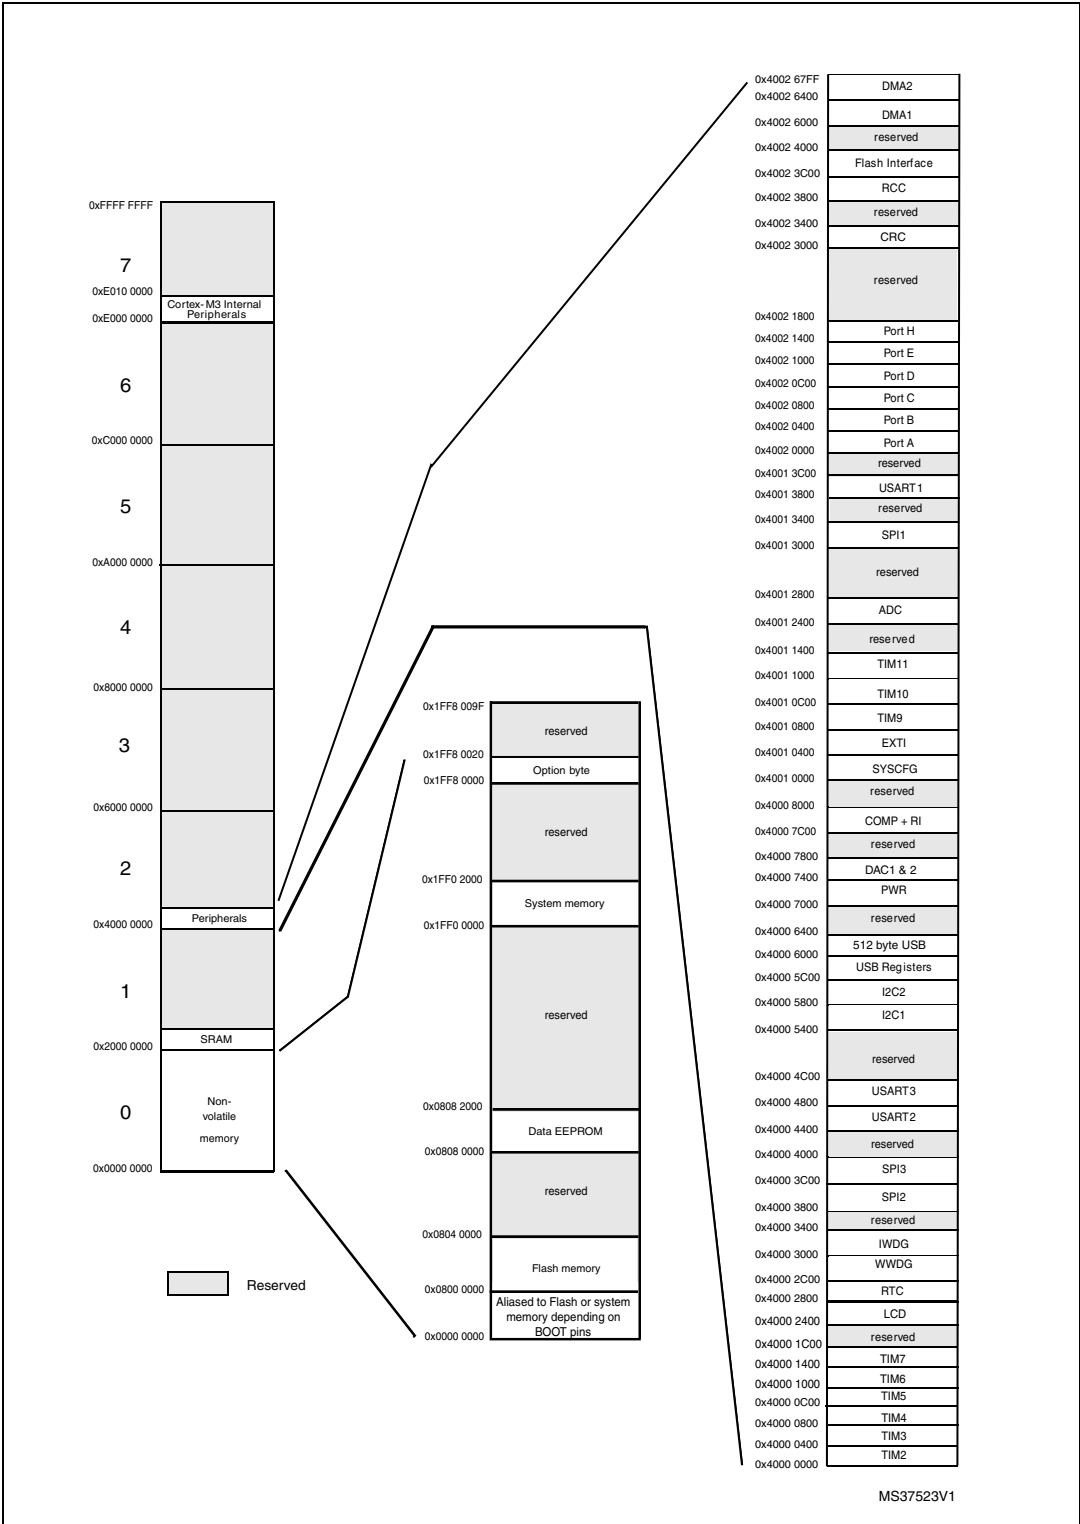 0xFFFF FFFF
7
0xE010 0000
Cortex-M3 Internal
Peripherals
0xE000 0000
6
0xC000 0000
5
0xA000 0000
4
0x8000 0000
3
0x6000 0000
2
Peripherals
0x4000 0000
1
SRAM
0x2000 0000
0
Non-
volatile
memory
0x0000 0000
Reserved
0x1FF8 009F
reserved
0x1FF8 0020
Option byte
0x1FF8 0000
reserved
0x1FF0 2000
System memory
0x1FF0 0000
reserved
0x0808 2000
Data EEPROM
0x0808 0000
reserved
0x0804 0000
Flash memory
0x0800 0000
Aliased to Flash or system
memory depending on
BOOT pins
0x0000 0000
0x4002 67FF
DMA2
0x4002 6400
DMA1
0x4002 6000
reserved
0x4002 4000
Flash Interface
0x4002 3C00
RCC
0x4002 3800
reserved
0x4002 3400
CRC
0x4002 3000
reserved
0x4002 1800
Port H
0x4002 1400
Port E
0x4002 1000
Port D
0x4002 0C00
Port C
0x4002 0800
Port B
0x4002 0400
Port A
0x4002 0000
reserved
0x4001 3C00
USART1
0x4001 3800
reserved
0x4001 3400
SPI1
0x4001 3000
reserved
0x4001 2800
ADC
0x4001 2400
reserved
0x4001 1400
TIM11
0x4001 1000
TIM10
0x4001 0C00
TIM9
0x4001 0800
EXTI
0x4001 0400
SYSCFG
0x4001 0000
reserved
0x4000 8000
COMP + RI
0x4000 7C00
reserved
0x4000 7800
DAC1 & 2
0x4000 7400
PWR
0x4000 7000
reserved
0x4000 6400
512 byte USB
0x4000 6000
USB Registers
0x4000 5C00
I2C2
0x4000 5800
I2C1
0x4000 5400
reserved
0x4000 4C00
USART3
0x4000 4800
USART2
0x4000 4400
reserved
0x4000 4000
SPI3
0x4000 3C00
SPI2
0x4000 3800
reserved
0x4000 3400
IWDG
0x4000 3000
WWDG
0x4000 2C00
RTC
0x4000 2800
LCD
0x4000 2400
reserved
0x4000 1C00
TIM7
0x4000 1400
TIM6
0x4000 1000
TIM5
0x4000 0C00
TIM4
0x4000 0800
TIM3
0x4000 0400
TIM2
0x4000 0000
MS37523V1